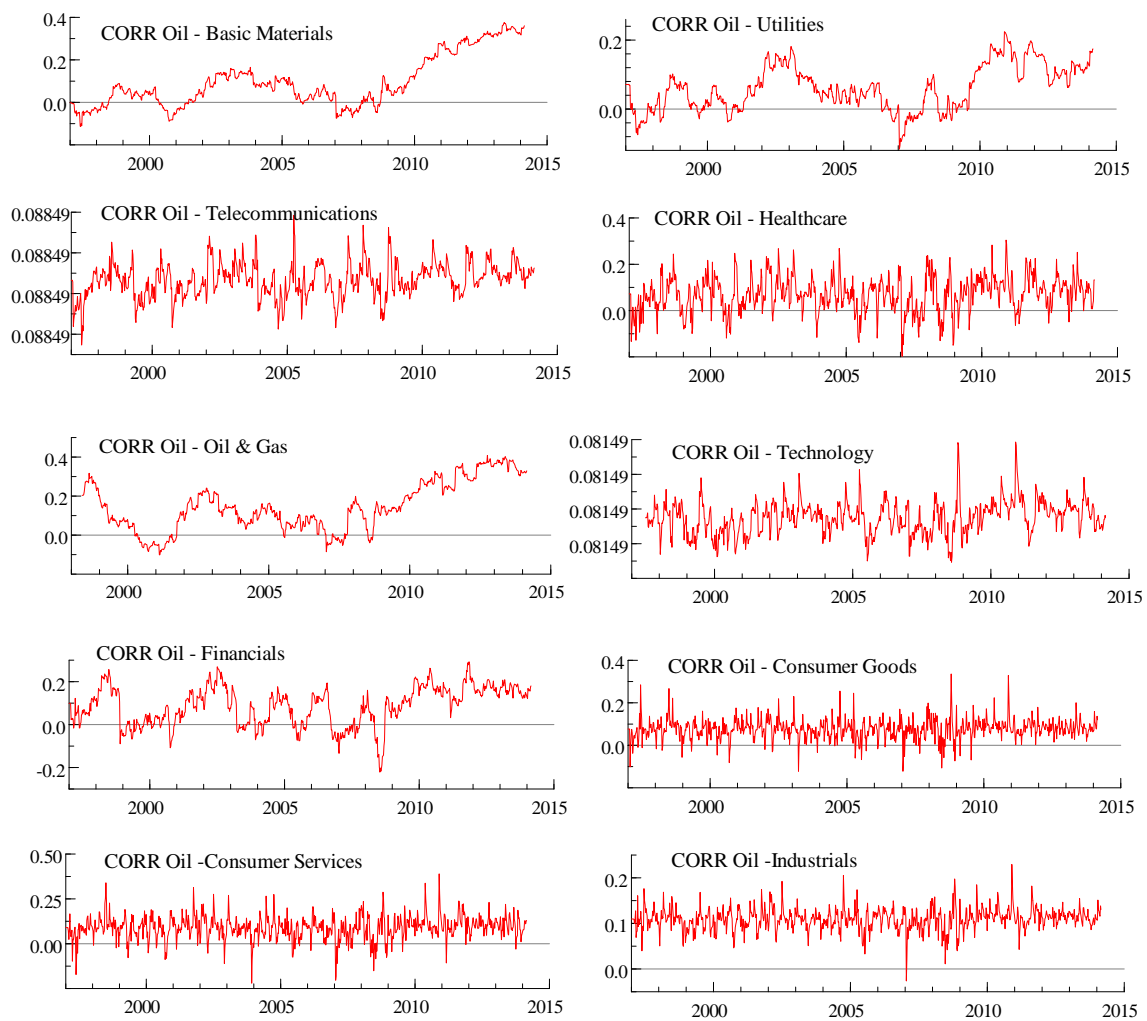 CORR Oil - Basic Materials
0.4
0.2
0.0
2000 2005 2010 2015
CORR Oil - Utilities
0.2
0.0
2000 2005 2010 2015
CORR Oil - Telecommunications
0.08849
0.08849
0.08849
0.08849
2000 2005 2010 2015
CORR Oil - Healthcare
0.4
0.2
0.0
2000 2005 2010 2015
CORR Oil - Oil & Gas
0.4
0.2
0.0
2000 2005 2010 2015
CORR Oil - Technology
0.08149
0.08149
0.08149
0.08149
2000 2005 2010 2015
CORR Oil - Financials
0.2
0.0
-0.2
2000 2005 2010 2015
CORR Oil - Consumer Goods
0.4
0.2
0.0
2000 2005 2010 2015
CORR Oil -Consumer Services
0.50
0.25
0.00
2000 2005 2010 2015
CORR Oil -Industrials
0.2
0.1
0.0
2000 2005 2010 2015